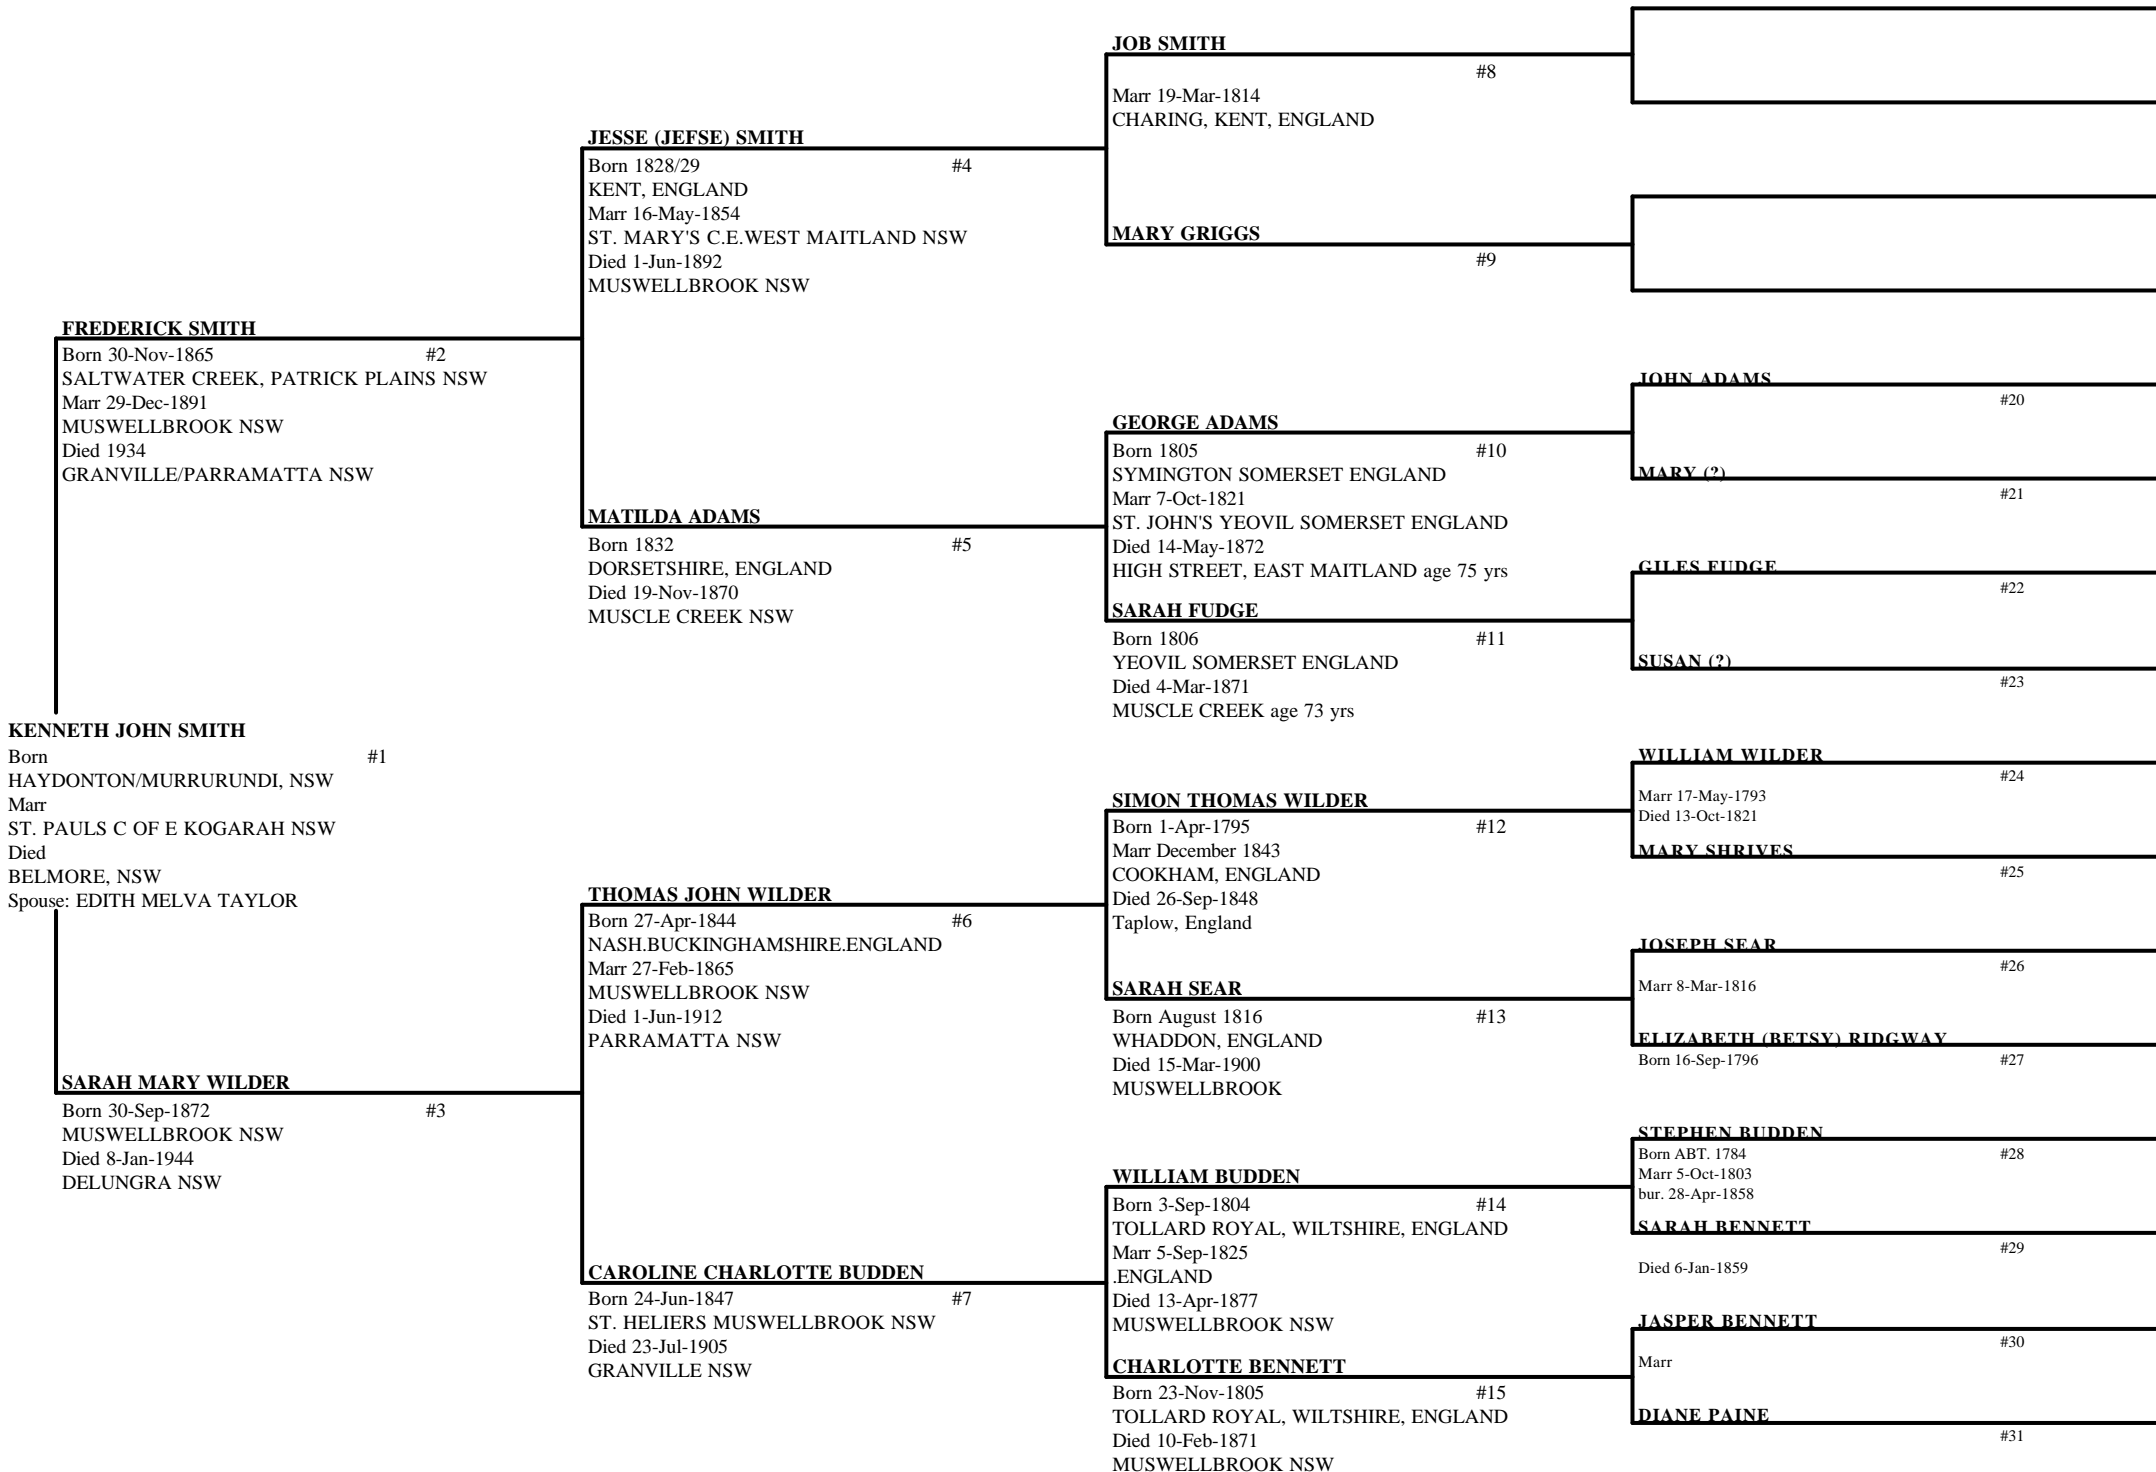 JOB SMITH
#8
Marr 19-Mar-1814
CHARING, KENT, ENGLAND
JESSE (JEFSE) SMITH
Born 1828/29 #4
KENT, ENGLAND
Marr 16-May-1854
ST. MARY'S C.E.WEST MAITLAND NSW
Died 1-Jun-1892
MUSWELLBROOK NSW
MARY GRIGGS
#9
FREDERICK SMITH
Born 30-Nov-1865 #2
SALTWATER CREEK, PATRICK PLAINS NSW
Marr 29-Dec-1891
MUSWELLBROOK NSW
Died 1934
GRANVILLE/PARRAMATTA NSW
JOHN ADAMS
#20
GEORGE ADAMS
Born 1805 #10
SYMINGTON SOMERSET ENGLAND
Marr 7-Oct-1821
ST. JOHN'S YEOVIL SOMERSET ENGLAND
Died 14-May-1872
HIGH STREET, EAST MAITLAND age 75 yrs
MARY (?)
#21
MATILDA ADAMS
Born 1832 #5
DORSETSHIRE, ENGLAND
Died 19-Nov-1870
MUSCLE CREEK NSW
GILES FUDGE
#22
SARAH FUDGE
Born 1806 #11
YEOVIL SOMERSET ENGLAND
Died 4-Mar-1871
MUSCLE CREEK age 73 yrs
SUSAN (?)
#23
KENNETH JOHN SMITH
Born #1
HAYDONTON/MURRURUNDI, NSW
Marr
ST. PAULS C OF E KOGARAH NSW
Died
BELMORE, NSW
Spouse: EDITH MELVA TAYLOR
WILLIAM WILDER
#24
Marr 17-May-1793
Died 13-Oct-1821
SIMON THOMAS WILDER
Born 1-Apr-1795 #12
Marr December 1843
COOKHAM, ENGLAND
Died 26-Sep-1848
Taplow, England
MARY SHRIVES
#25
THOMAS JOHN WILDER
Born 27-Apr-1844 #6
NASH.BUCKINGHAMSHIRE.ENGLAND
Marr 27-Feb-1865
MUSWELLBROOK NSW
Died 1-Jun-1912
PARRAMATTA NSW
JOSEPH SEAR
#26
Marr 8-Mar-1816
SARAH SEAR
Born August 1816 #13
WHADDON, ENGLAND
Died 15-Mar-1900
MUSWELLBROOK
ELIZABETH (BETSY) RIDGWAY
Born 16-Sep-1796 #27
SARAH MARY WILDER
Born 30-Sep-1872 #3
MUSWELLBROOK NSW
Died 8-Jan-1944
DELUNGRA NSW
STEPHEN BUDDEN
Born ABT. 1784 #28
Marr 5-Oct-1803
bur. 28-Apr-1858
WILLIAM BUDDEN
Born 3-Sep-1804 #14
TOLLARD ROYAL, WILTSHIRE, ENGLAND
Marr 5-Sep-1825
.ENGLAND
Died 13-Apr-1877
MUSWELLBROOK NSW
SARAH BENNETT
#29
Died 6-Jan-1859
CAROLINE CHARLOTTE BUDDEN
Born 24-Jun-1847 #7
ST. HELIERS MUSWELLBROOK NSW
Died 23-Jul-1905
GRANVILLE NSW
JASPER BENNETT
#30
Marr
CHARLOTTE BENNETT
Born 23-Nov-1805 #15
TOLLARD ROYAL, WILTSHIRE, ENGLAND
Died 10-Feb-1871
MUSWELLBROOK NSW
DIANE PAINE
#31